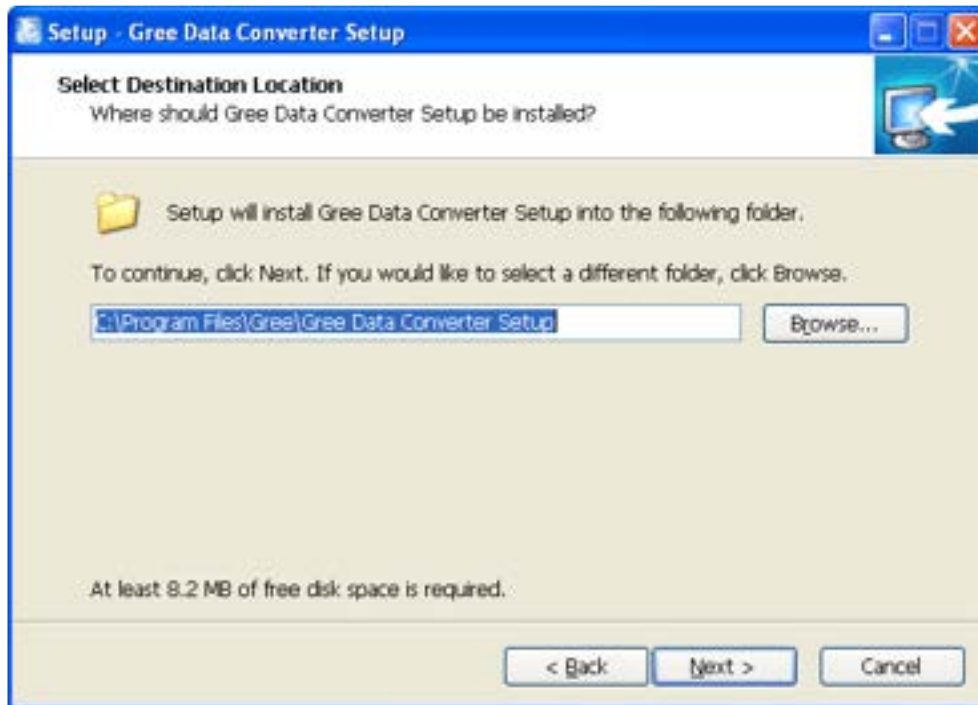 Setup - Gree Data Converter Setup
Select Destination Location
Where should Gree Data Converter Setup be installed?
Setup will install Gree Data Converter Setup into the following folder.
To continue, click Next. If you would like to select a different folder, click Browse.
C:\Program Files\Gree\Gree Data Converter Setup
Browse...
At least 8.2 MB of free disk space is required.
< Back
Next >
Cancel